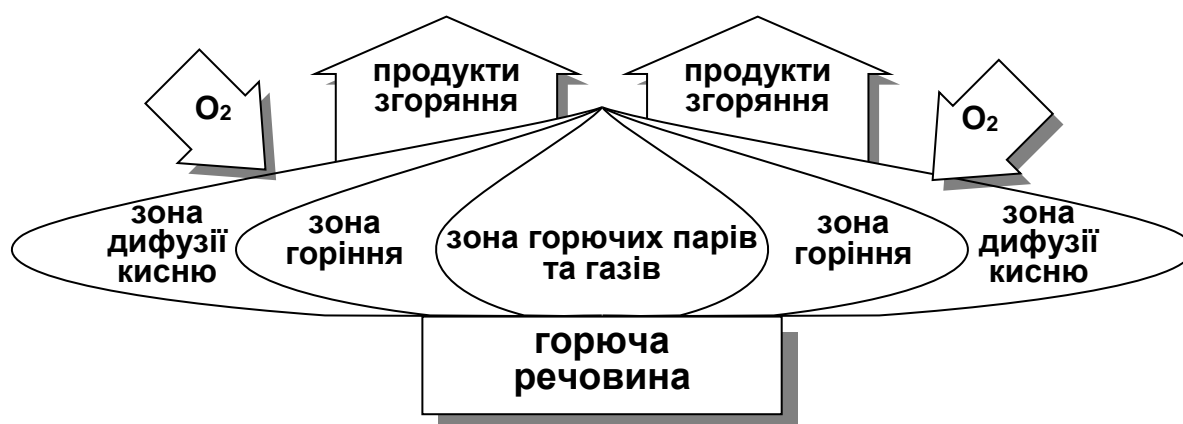 продукти
згоряння
продукти
згоряння
O₂
O₂
зона
дифузії
кисню
зона
горіння
зона горючих парів
та газів
зона
горіння
зона
дифузії
кисню
горюча
речовина